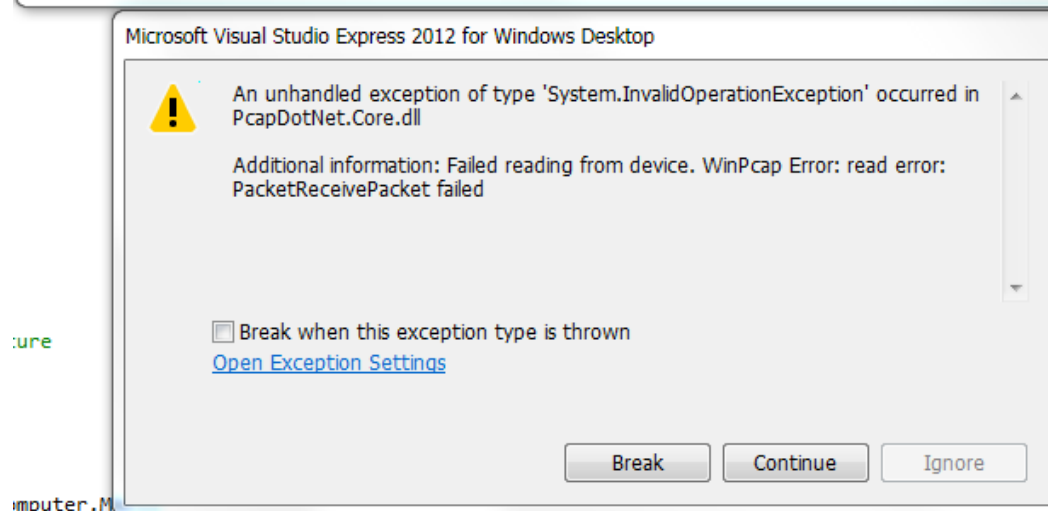 Microsoft Visual Studio Express 2012 for Windows Desktop
An unhandled exception of type 'System.InvalidOperationException' occurred in
PcapDotNet.Core.dll
Additional information: Failed reading from device. WinPcap Error: read error:
PacketReceivePacket failed
Break when this exception type is thrown
:ure
Open Exception Settings
Break Continue Ignore
omputer.M